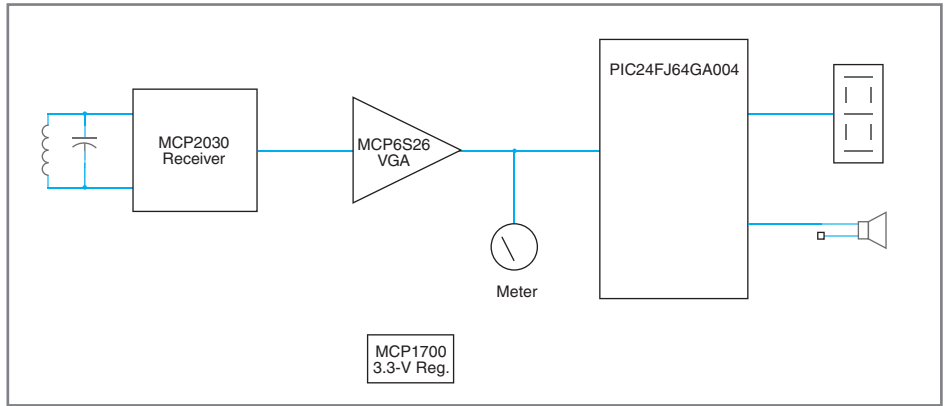 MCP2030
Receiver
MCP6S26
VGA
PIC24FJ64GA004
Meter
MCP1700
3.3-V Reg.